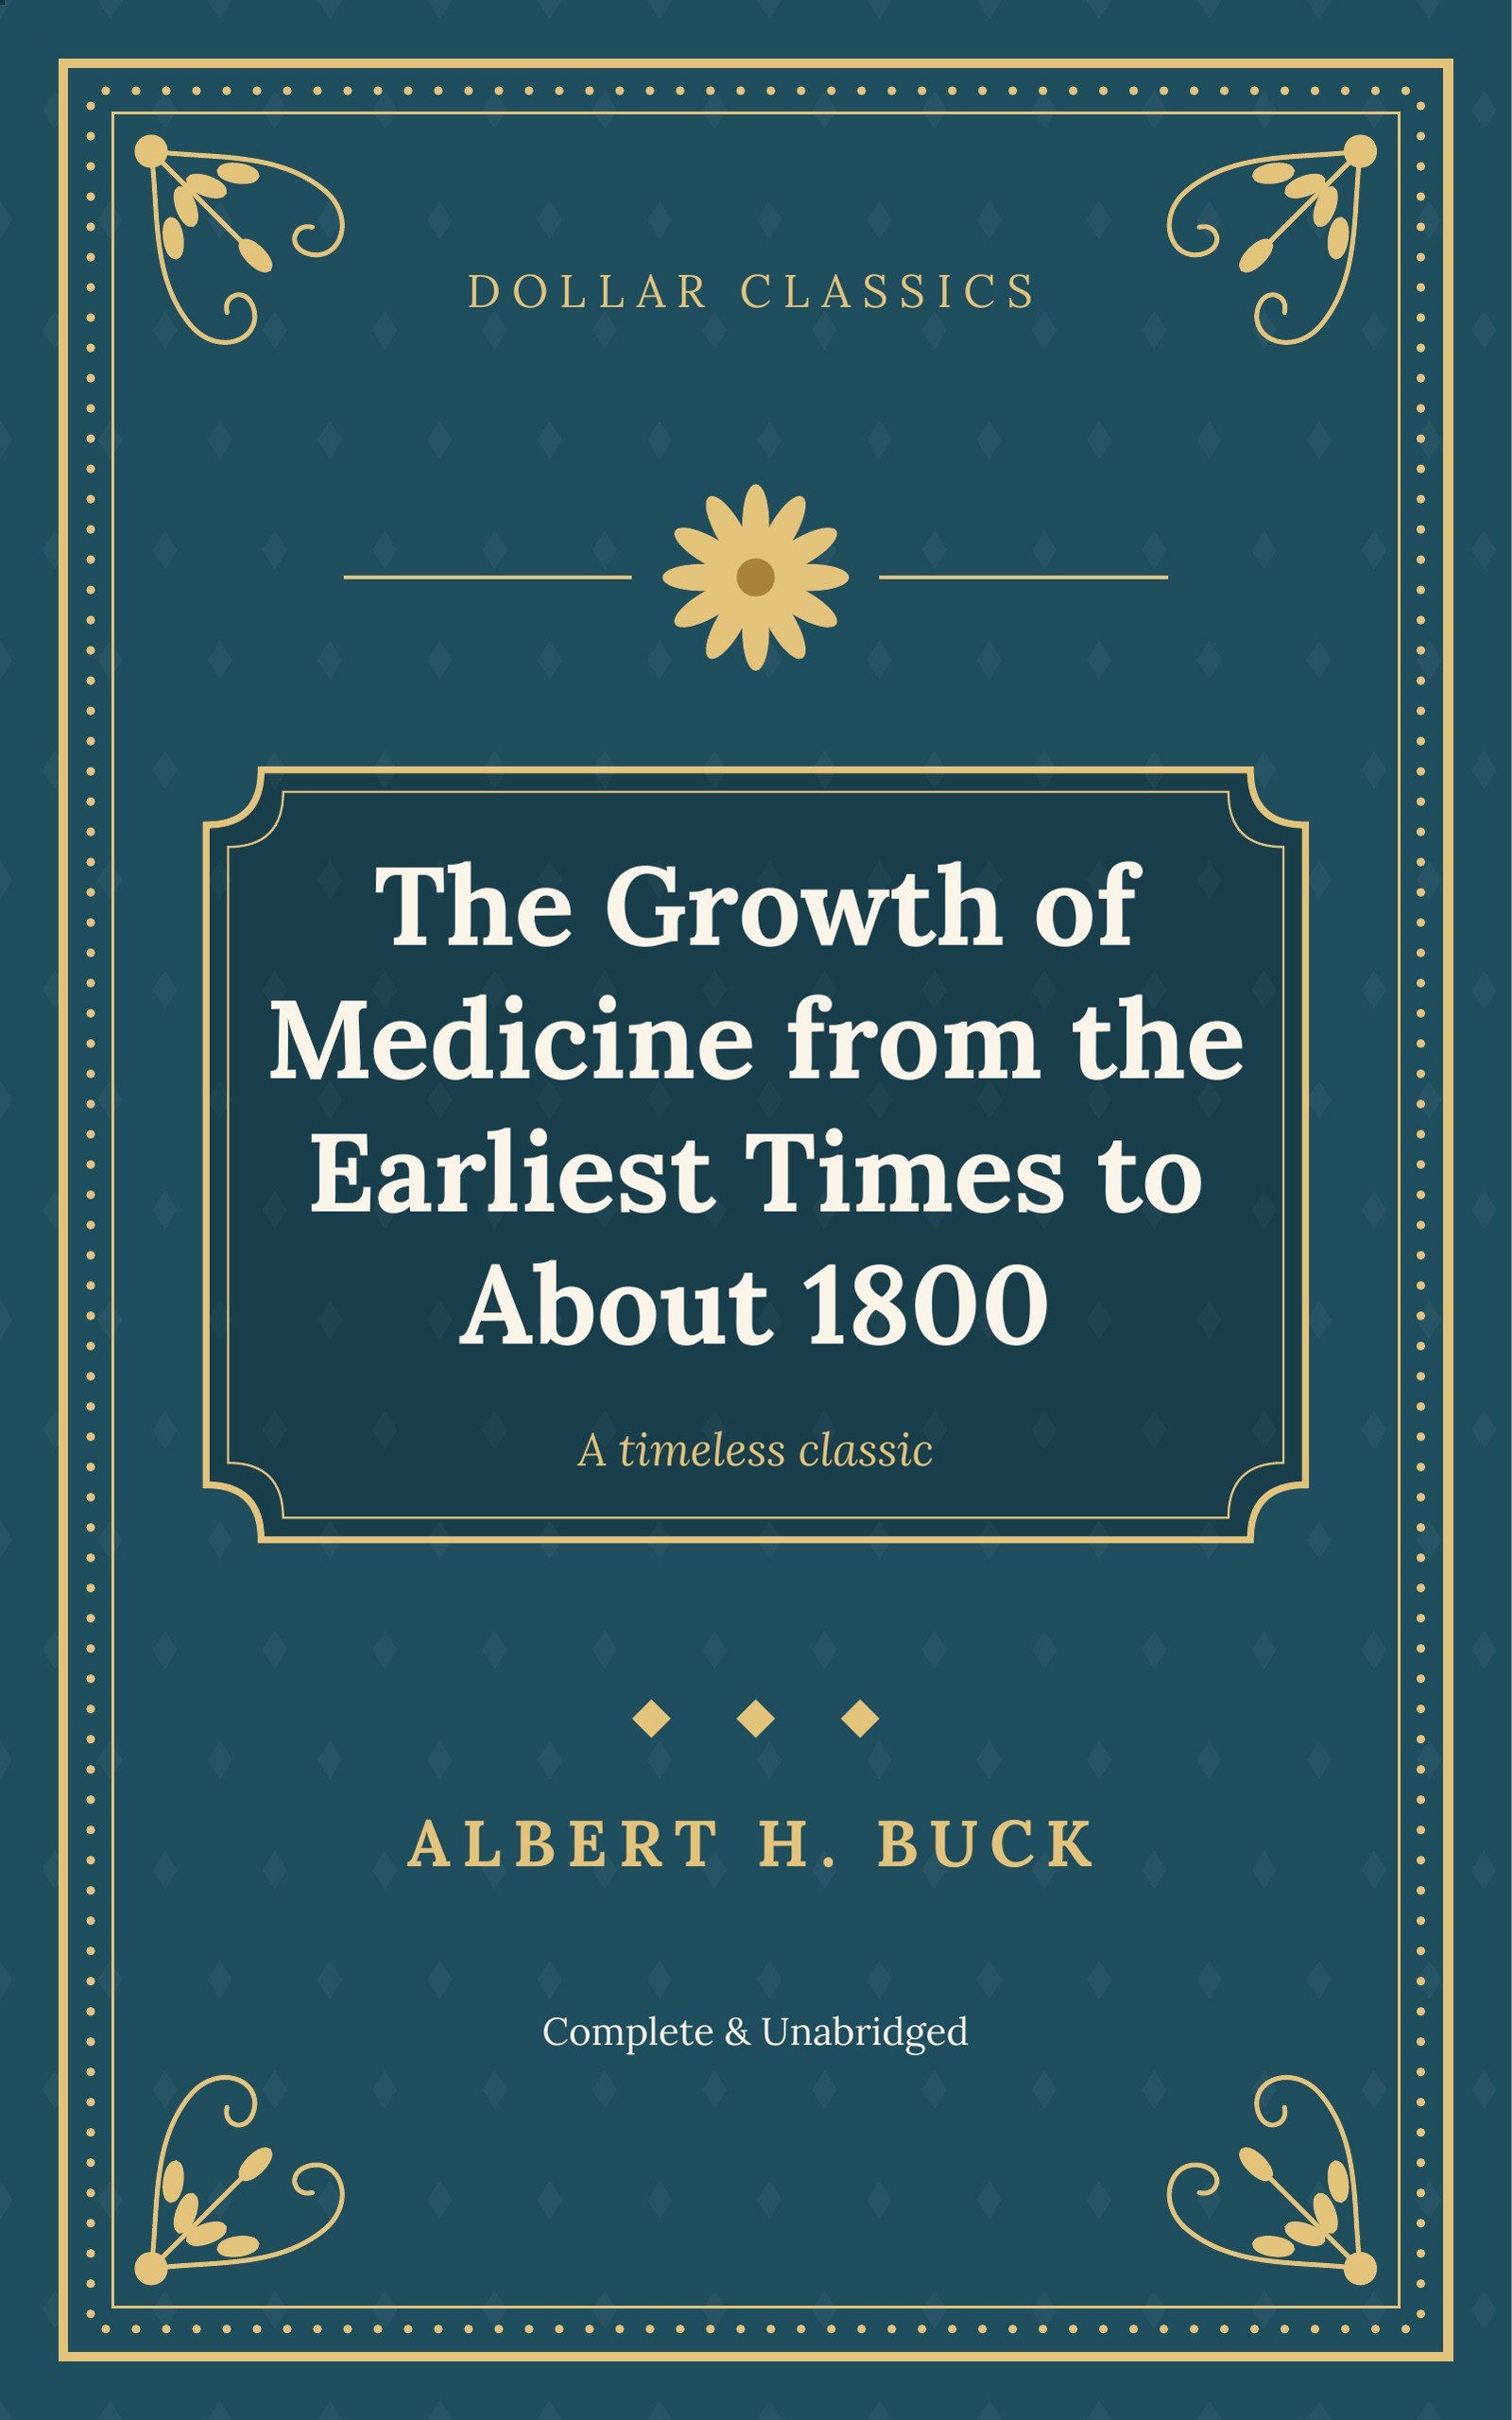 DOLLAR CLASSICS
The Growth of
Medicine from the
Earliest Times to
About 1800
A timeless classic
ALBERT H. BUCK
Complete & Unabridged